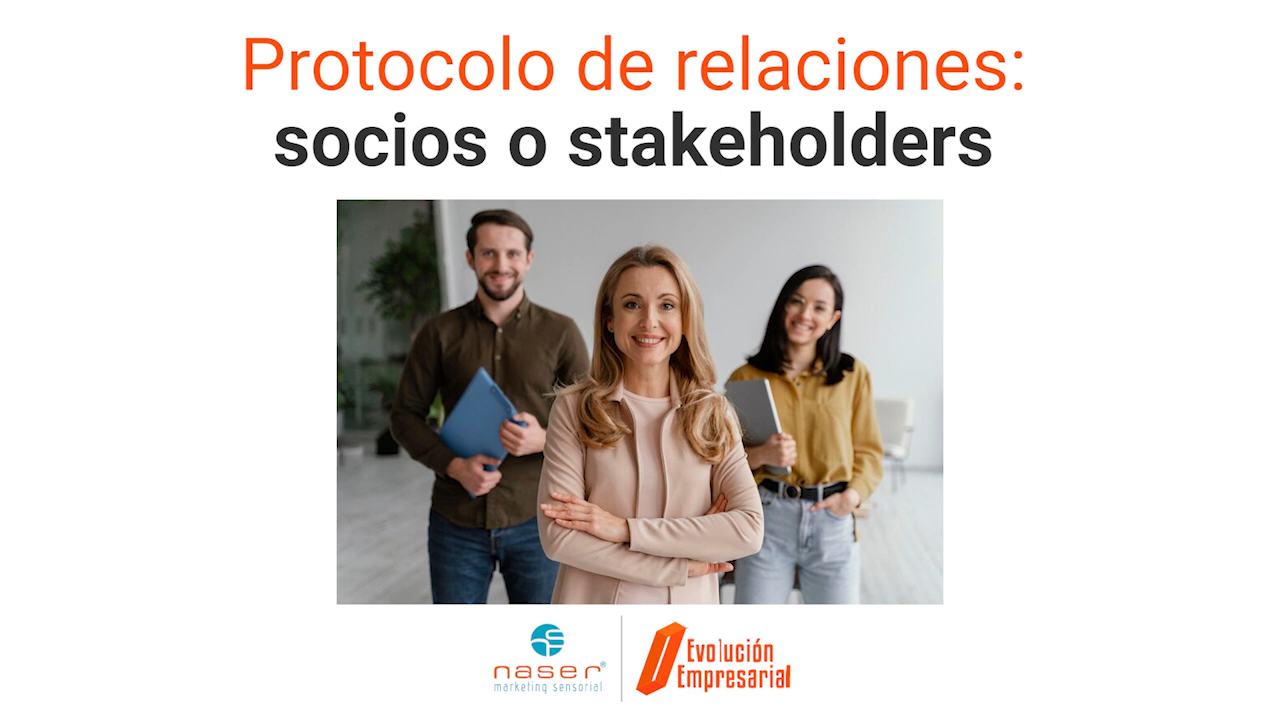 Protocolo de relaciones:
socios o stakeholders
naser®
marketing sensorial
Evolución
Empresarial